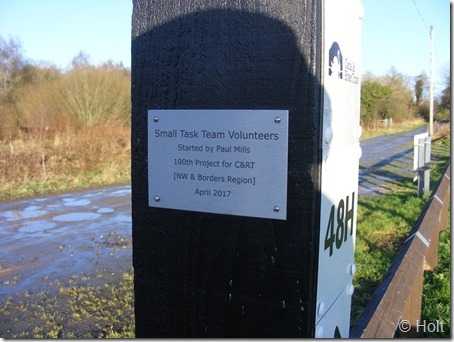 Small Task Team Volunteers
Started by Paul Mills
100th Project for C&RT
[NW & Borders Region]
April 2017
48H
© Holt